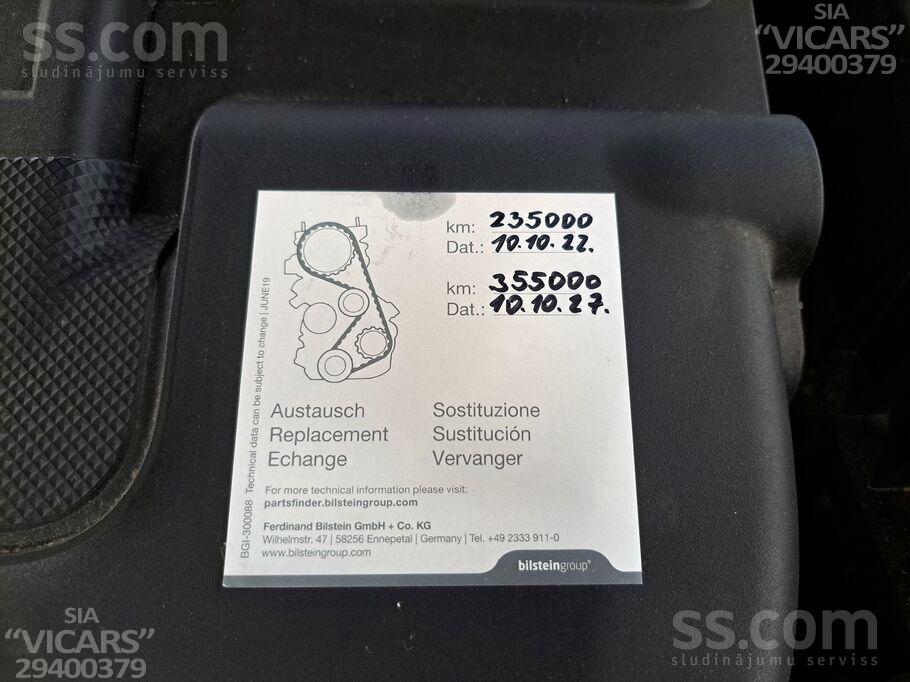 ss.com
sludinājumu serviss
SIA
“VICARS”
29400379
km: 235000
Dat.: 10.10.22.
km: 355000
Dat.: 10.10.27.
BGI-300088 Technical data can be subject to change | JUNE19
Austausch
Replacement
Echange
Sostituzione
Sustitución
Vervanger
For more technical information please visit:
partsfinder.bilsteingroup.com
Ferdinand Bilstein GmbH + Co. KG
Wilhelmstr. 47 | 58256 Ennepetal | Germany | Tel. +49 2333 911-0
www.bilsteingroup.com
bilsteingroup®
SIA
“VICARS”
29400379
ss.com
sludinājumu serviss